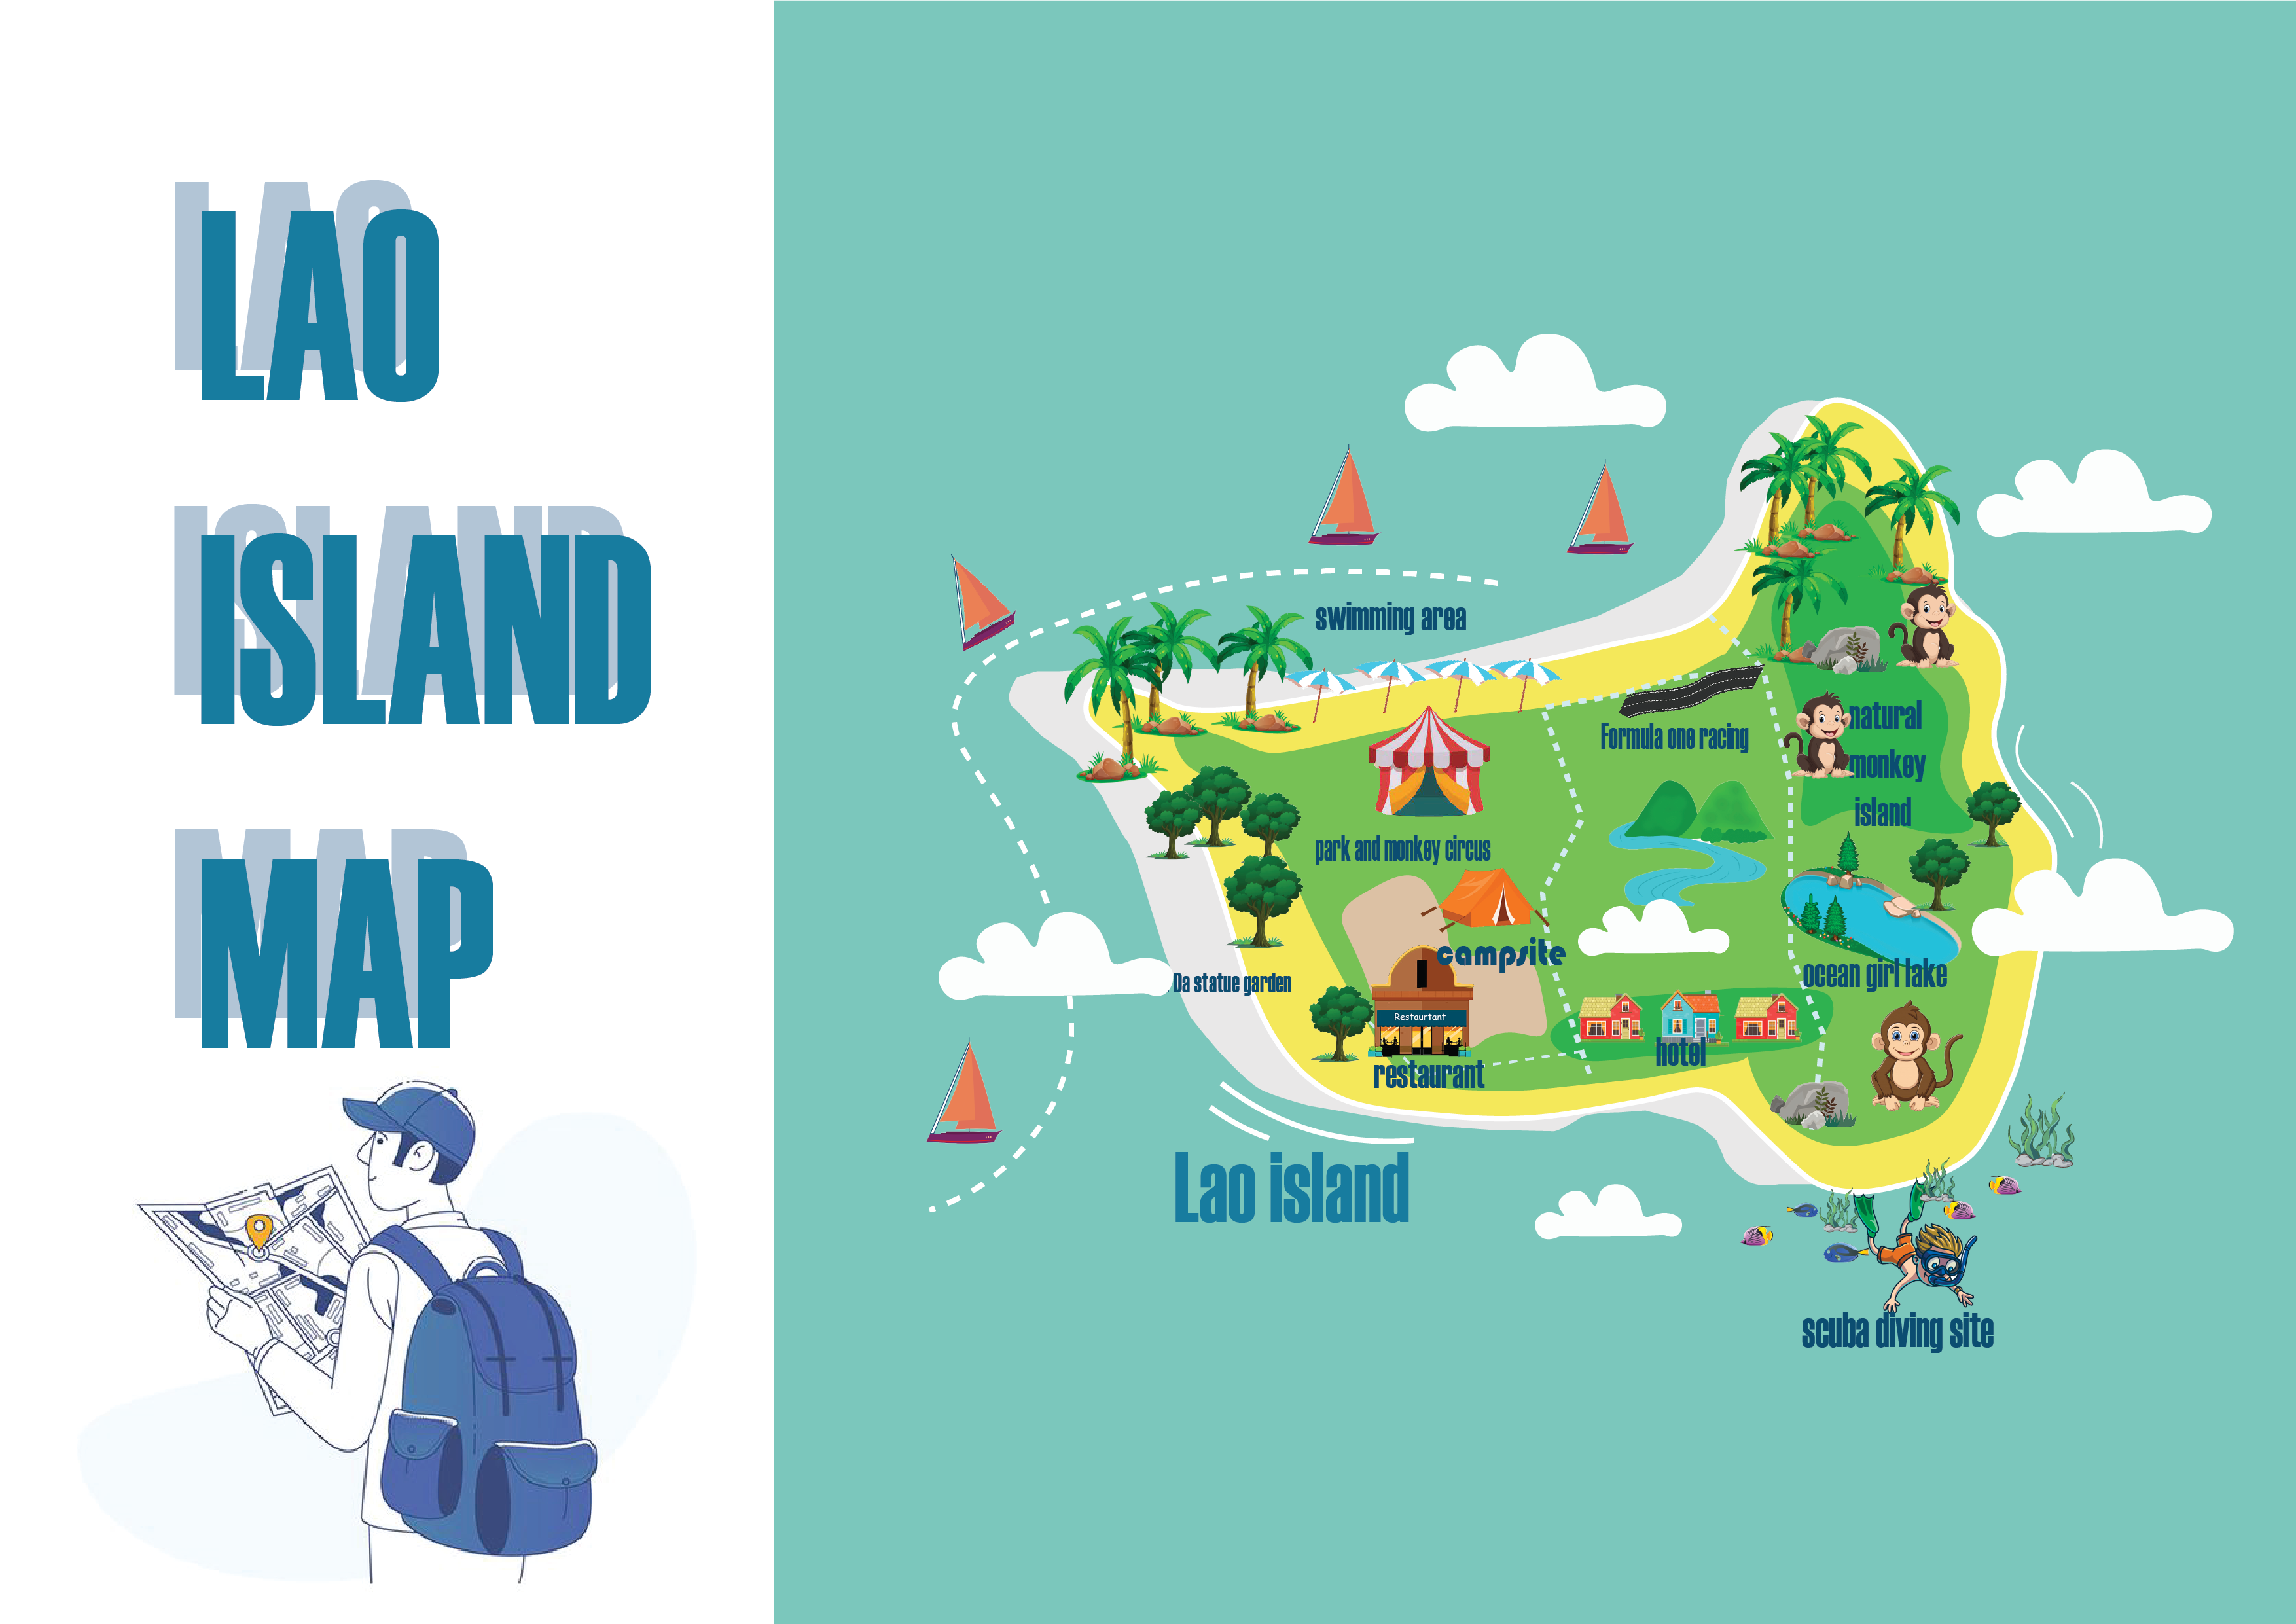 LAO
ISLAND
MAP
swimming area
Formula one racing
natural
monkey
island
park and monkey circus
campsite
Da statue garden
ocean girl lake
Restaurtant
hotel
restaurant
Lao island
scuba diving site